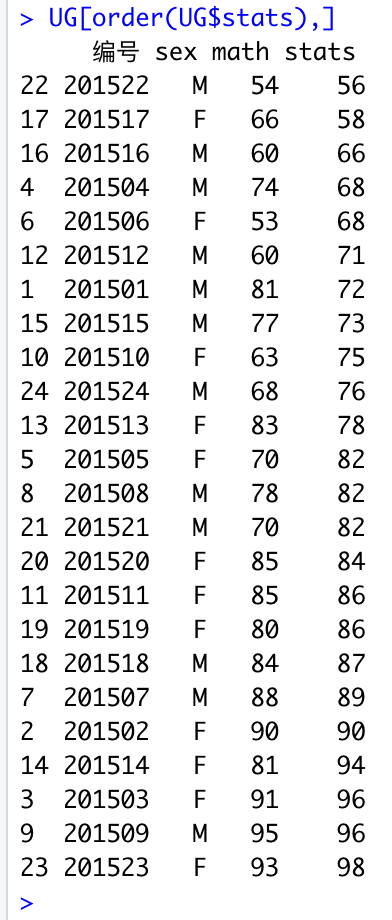 > UG[order(UG$stats),]
编号 sex math stats
22 201522 M 54 56
17 201517 F 66 58
16 201516 M 60 66
4 201504 M 74 68
6 201506 F 53 68
12 201512 M 60 71
1 201501 M 81 72
15 201515 M 77 73
10 201510 F 63 75
24 201524 M 68 76
13 201513 F 83 78
5 201505 F 70 82
8 201508 M 78 82
21 201521 M 70 82
20 201520 F 85 84
11 201511 F 85 86
19 201519 F 80 86
18 201518 M 84 87
7 201507 M 88 89
2 201502 F 90 90
14 201514 F 81 94
3 201503 F 91 96
9 201509 M 95 96
23 201523 F 93 98
>